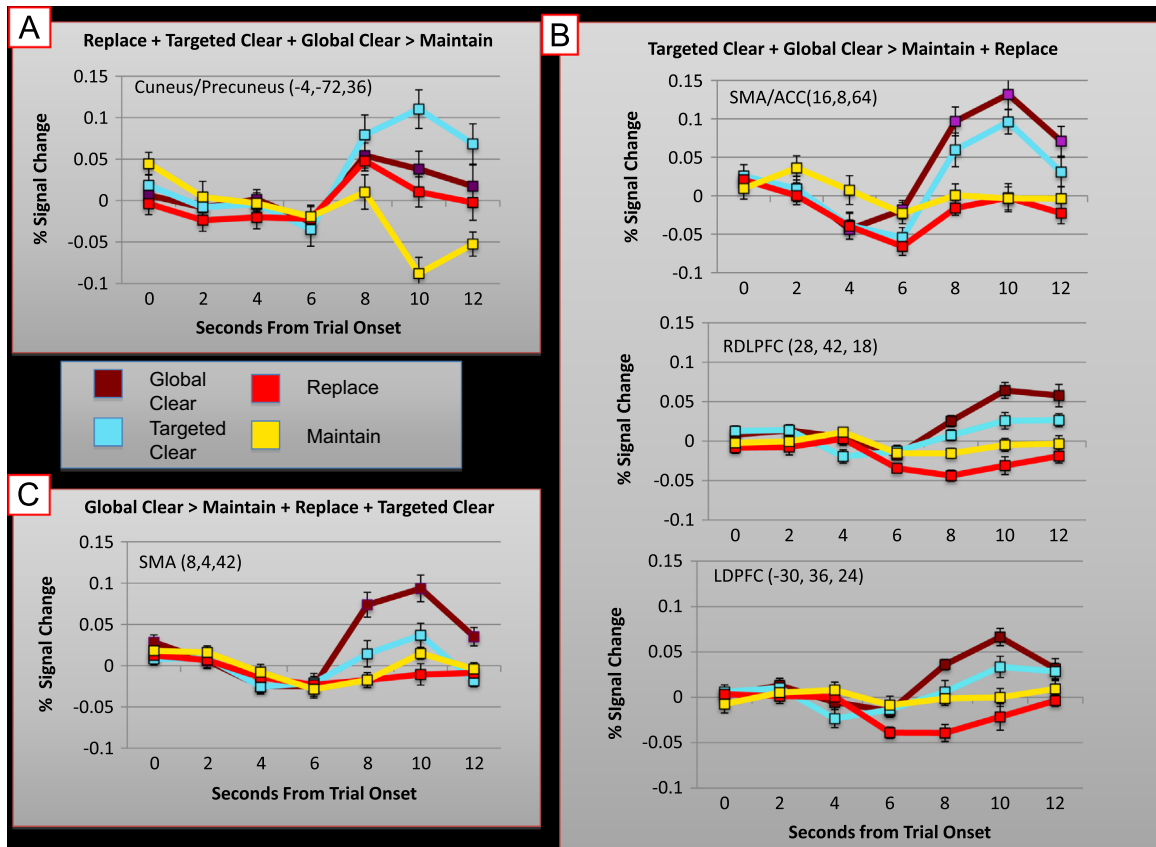 A
Replace + Targeted Clear + Global Clear > Maintain
Cuneus/Precuneus (-4,-72,36)
% Signal Change
0.15
0.1
0.05
0
-0.05
-0.1
0 2 4 6 8 10 12
Seconds From Trial Onset
Global Clear
Targeted Clear
Replace
Maintain
C
Global Clear > Maintain + Replace + Targeted Clear
SMA (8,4,42)
% Signal Change
0.15
0.1
0.05
0
-0.05
-0.1
0 2 4 6 8 10 12
Seconds From Trial Onset
B
Targeted Clear + Global Clear > Maintain + Replace
SMA/ACC(16,8,64)
% Signal Change
0.15
0.1
0.05
0
-0.05
-0.1
0 2 4 6 8 10 12
RDLPFC (28, 42, 18)
% Signal Change
0.15
0.1
0.05
0
-0.05
-0.1
0 2 4 6 8 10 12
LDPFC (-30, 36, 24)
% SIgnal Change
0.15
0.1
0.05
0
-0.05
-0.1
0 2 4 6 8 10 12
Seconds from Trial Onset